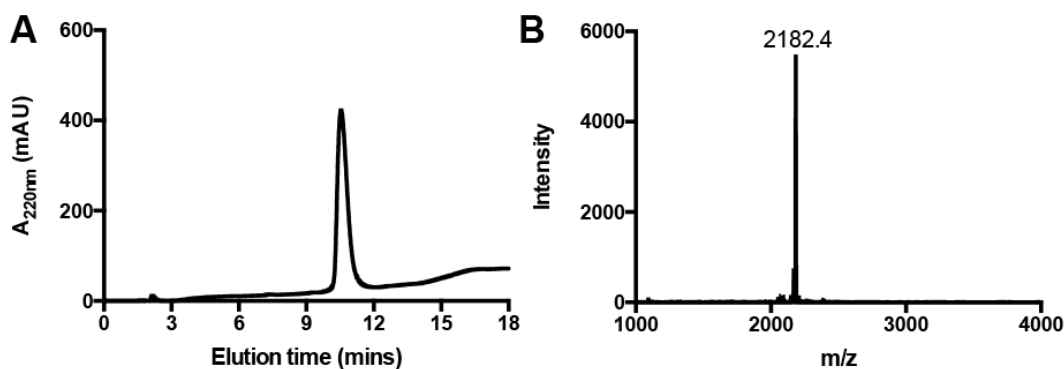 A
600
400
200
0
A220nm (mAU)
0 3 6 9 12 15 18
Elution time (mins)
B
2182.4
6000
4000
2000
0
Intensity
1000 2000 3000 4000
m/z